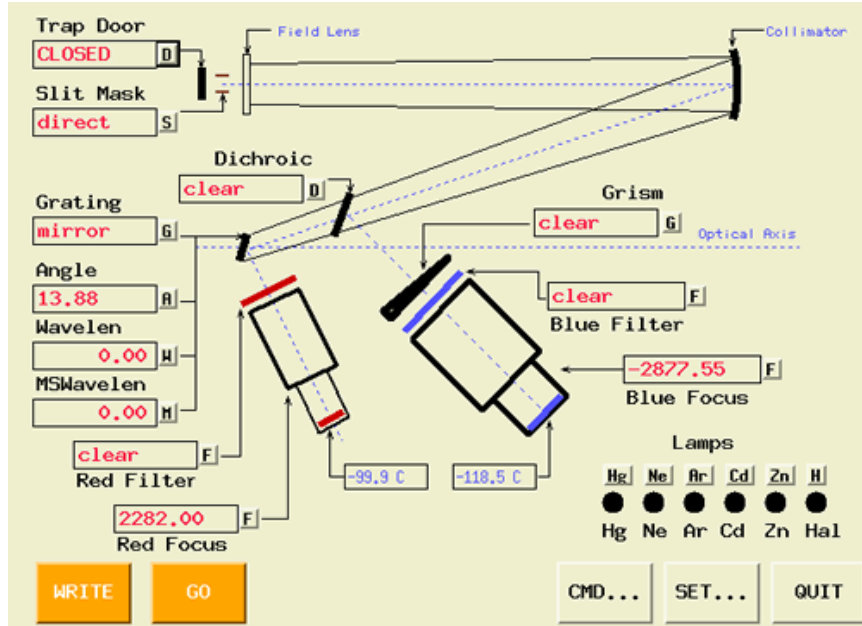 Trap Door
CLOSED D
Field Lens
Collimator
Slit Mask
direct S
Dichroic
clear D
Grism
clear G
Grating
mirror G
Optical Axis
Angle
13.88 A
clear F
Blue Filter
Wavelen
0.00 W
-2877.55 F
Blue Focus
MSWavelen
0.00 M
Lamps
clear F
Red Filter
-99.9 C
-118.5 C
Hg Ne Ar Cd Zn H
2282.00 F
Red Focus
Hg Ne Ar Cd Zn Hal
WRITE
GO
CMD...
SET...
QUIT